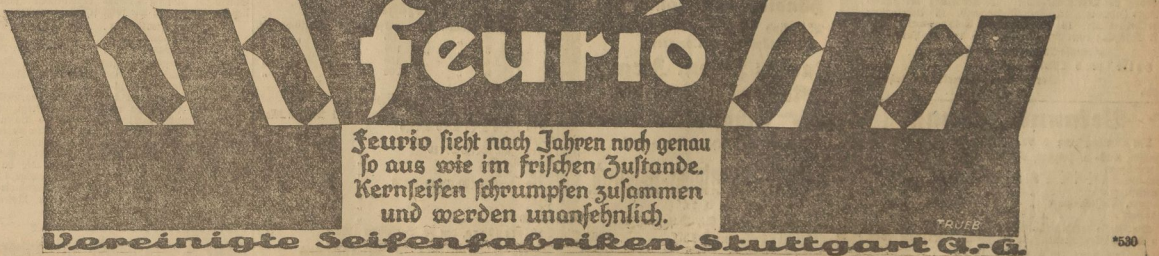 feurió
Feurio sieht nach Jahren noch genau
so aus wie im frischen Zustande.
Kernseifen schrumpfen zusammen
und werden unansehnlich.
TRUEB
Vereinigte Seifenfabriken Stuttgart A.-G.
*530